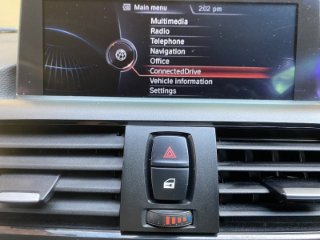 Main menu 2:02 pm
Multimedia
Radio
Telephone
Navigation
Office
ConnectedDrive
Vehicle information
Settings